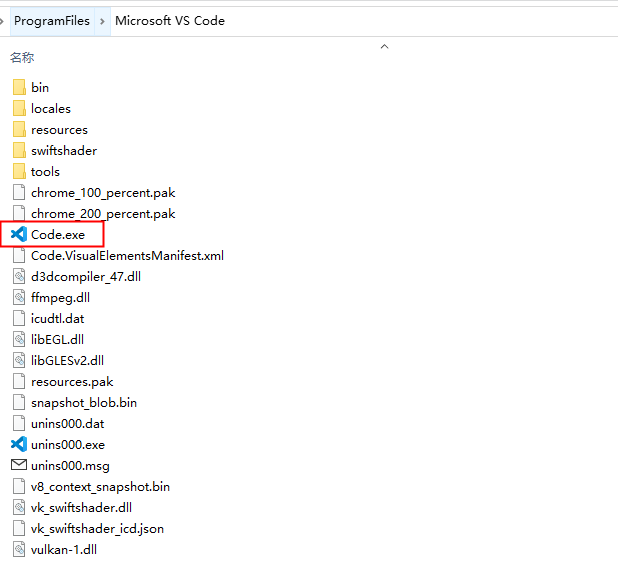 ProgramFiles > Microsoft VS Code
名称
bin
locales
resources
swiftshader
tools
chrome_100_percent.pak
chrome_200_percent.pak
Code.exe
Code.VisualElementsManifest.xml
d3dcompiler_47.dll
ffmpeg.dll
icudtl.dat
libEGL.dll
libGLESv2.dll
resources.pak
snapshot_blob.bin
unins000.dat
unins000.exe
unins000.msg
v8_context_snapshot.bin
vk_swiftshader.dll
vk_swiftshader_icd.json
vulkan-1.dll